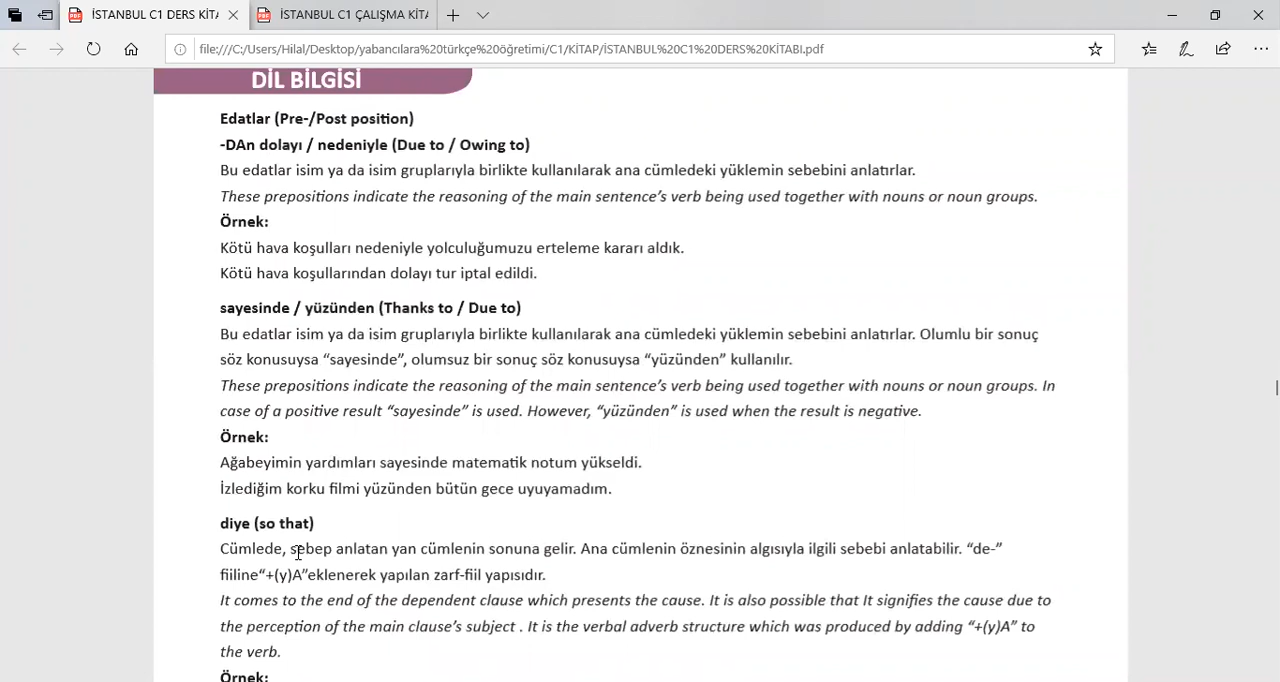 İSTANBUL C1 DERS KİTA
İSTANBUL C1 ÇALIŞMA KİTA
file:///C:/Users/Hilal/Desktop/yabancılara%20türkçe%20öğretimi/C1/KİTAP/İSTANBUL%20C1%20DERS%20KİTABI.pdf
DİL BİLGİSİ
Edatlar (Pre-/Post position)
-DAn dolayı / nedeniyle (Due to / Owing to)
Bu edatlar isim ya da isim gruplarıyla birlikte kullanılarak ana cümledeki yüklemin sebebini anlatırlar.
These prepositions indicate the reasoning of the main sentence’s verb being used together with nouns or noun groups.
Örnek:
Kötü hava koşulları nedeniyle yolculuğumuzu erteleme kararı aldık.
Kötü hava koşullarından dolayı tur iptal edildi.
sayesinde / yüzünden (Thanks to / Due to)
Bu edatlar isim ya da isim gruplarıyla birlikte kullanılarak ana cümledeki yüklemin sebebini anlatırlar. Olumlu bir sonuç
söz konusuysa “sayesinde”, olumsuz bir sonuç söz konusuysa “yüzünden” kullanılır.
These prepositions indicate the reasoning of the main sentence’s verb being used together with nouns or noun groups. In
case of a positive result “sayesinde” is used. However, “yüzünden” is used when the result is negative.
Örnek:
Ağabeyimin yardımları sayesinde matematik notum yükseldi.
İzlediğim korku filmi yüzünden bütün gece uyuyamadım.
diye (so that)
Cümlede, sebep anlatan yan cümlenin sonuna gelir. Ana cümlenin öznesinin algısıyla ilgili sebebi anlatabilir. “de-”
fiiline“+(y)A”eklenerek yapılan zarf-fiil yapısıdır.
It comes to the end of the dependent clause which presents the cause. It is also possible that It signifies the cause due to
the perception of the main clause’s subject . It is the verbal adverb structure which was produced by adding “+(y)A” to
the verb.
Örnek: